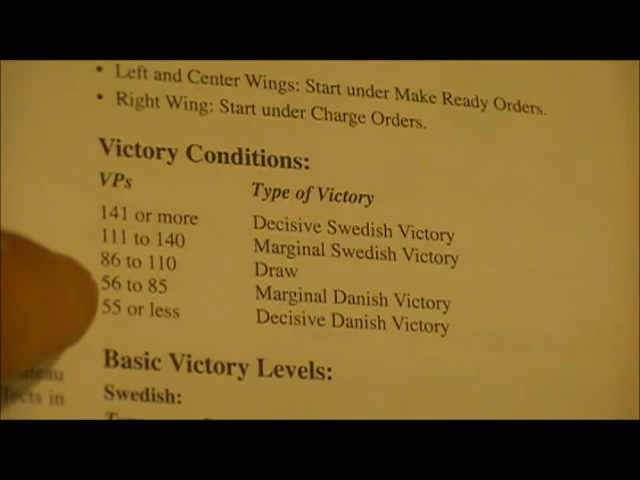 • Left and Center Wings: Start under Make Ready Orders.
• Right Wing: Start under Charge Orders.
Victory Conditions:
VPs Type of Victory
141 or more Decisive Swedish Victory
111 to 140 Marginal Swedish Victory
86 to 110 Draw
56 to 85 Marginal Danish Victory
55 or less Decisive Danish Victory
Basic Victory Levels:
Swedish:
in